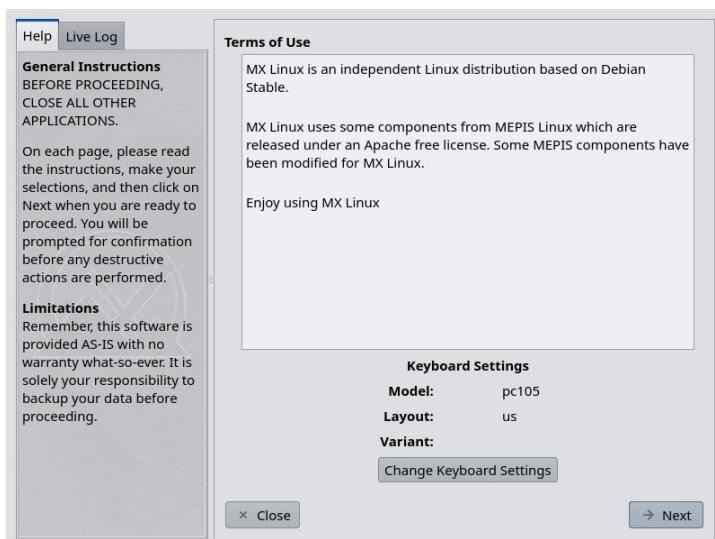 Help
Live Log
General Instructions
BEFORE PROCEEDING,
CLOSE ALL OTHER
APPLICATIONS.
On each page, please read
the instructions, make your
selections, and then click on
Next when you are ready to
proceed. You will be
prompted for confirmation
before any destructive
actions are performed.
Limitations
Remember, this software is
provided AS-IS with no
warranty what-so-ever. It is
solely your responsibility to
backup your data before
proceeding.
Terms of Use
MX Linux is an independent Linux distribution based on Debian
Stable.
MX Linux uses some components from MEPIS Linux which are
released under an Apache free license. Some MEPIS components have
been modified for MX Linux.
Enjoy using MX Linux
Keyboard Settings
Model: pc105
Layout: us
Variant:
Change Keyboard Settings
Close
Next